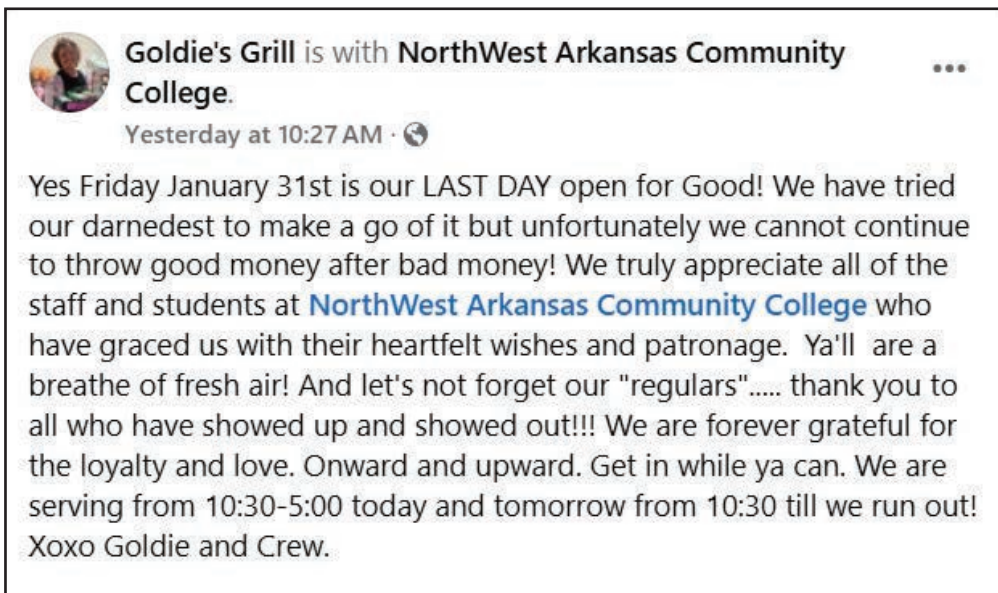 Goldie's Grill is with NorthWest Arkansas Community
College.
Yesterday at 10:27 AM ·
Yes Friday January 31st is our LAST DAY open for Good! We have tried
our darnedest to make a go of it but unfortunately we cannot continue
to throw good money after bad money! We truly appreciate all of the
staff and students at NorthWest Arkansas Community College who
have graced us with their heartfelt wishes and patronage.  Ya'll  are a
breathe of fresh air! And let's not forget our "regulars"..... thank you to
all who have showed up and showed out!!! We are forever grateful for
the loyalty and love. Onward and upward. Get in while ya can. We are
serving from 10:30-5:00 today and tomorrow from 10:30 till we run out!
Xoxo Goldie and Crew.